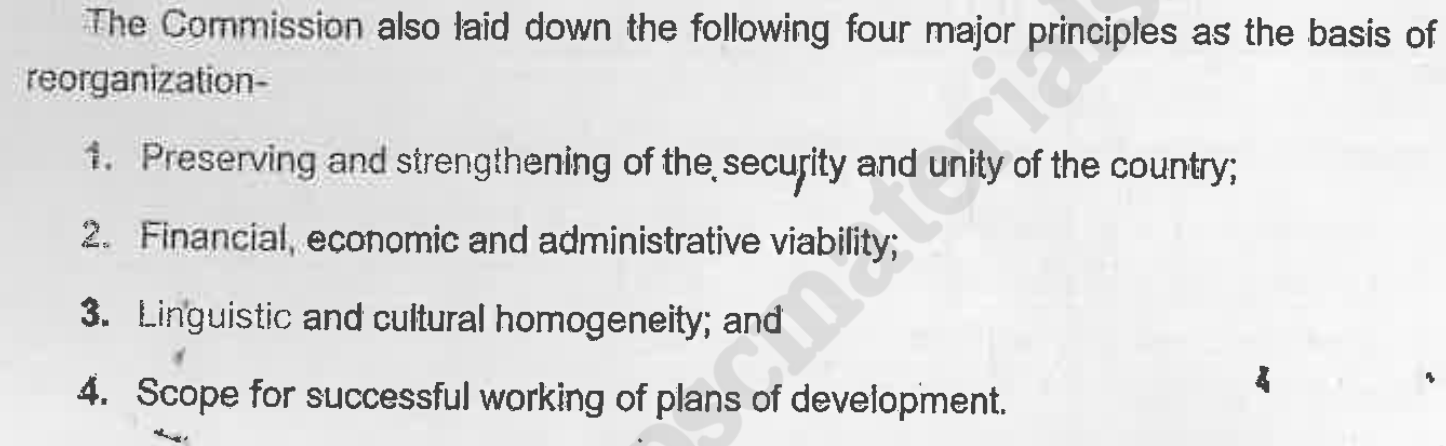 The Commission also laid down the following four major principles as the basis of
reorganization-
1. Preserving and strengthening of the security and unity of the country;
2. Financial, economic and administrative viability;
3. Linguistic and cultural homogeneity; and
4. Scope for successful working of plans of development.